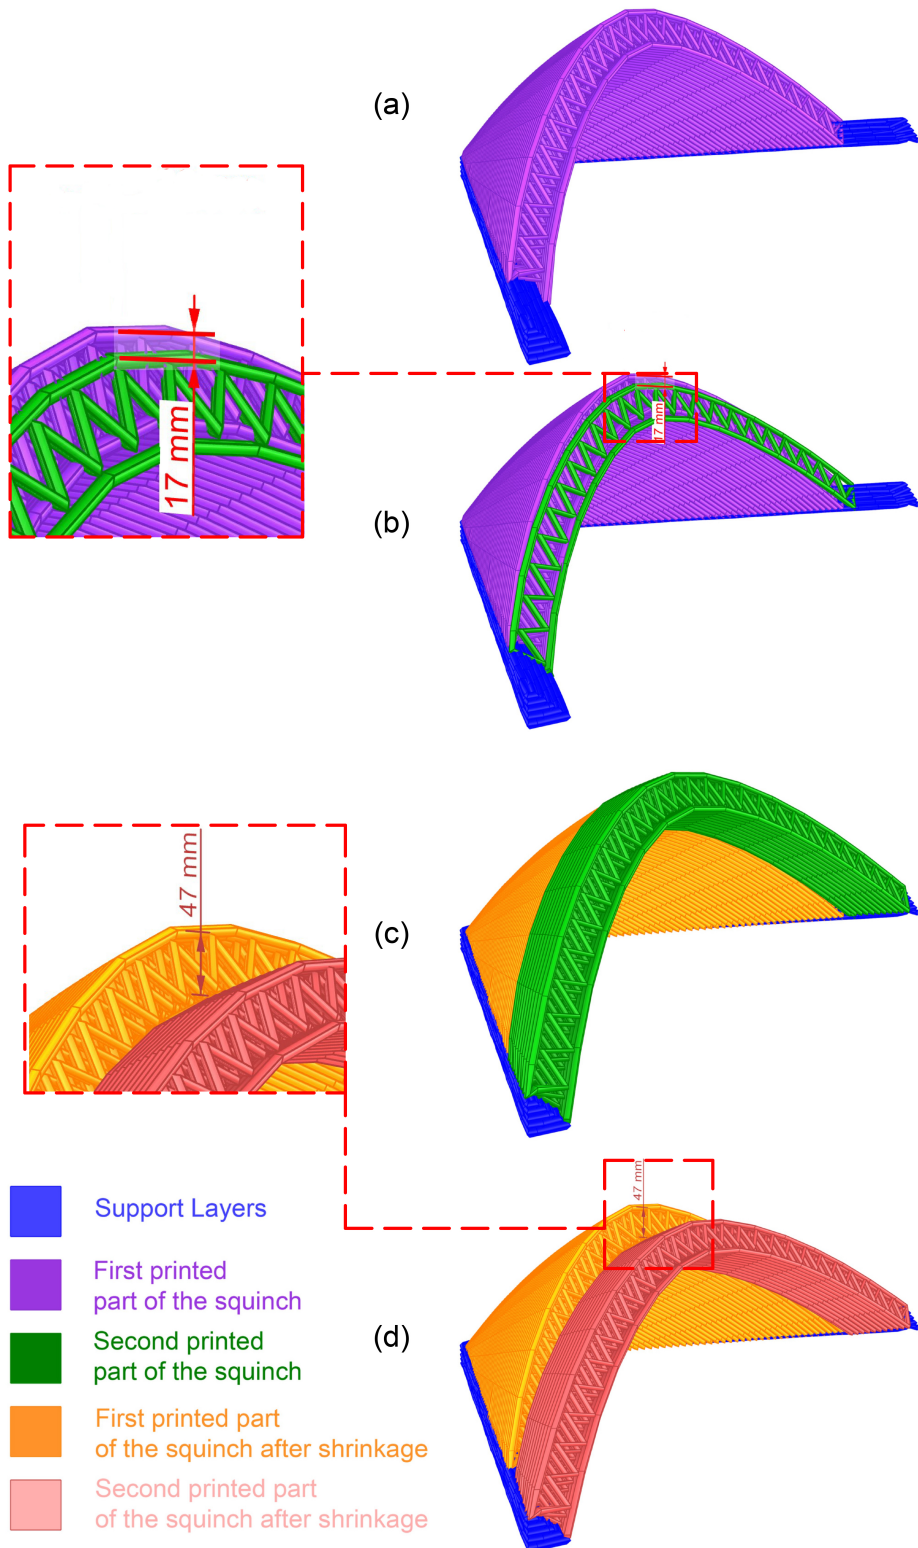 (a)
17 mm
17 mm
(b)
47 mm
(c)
47 mm
(d)
Support Layers
First printed
part of the squinch
Second printed
part of the squinch
First printed part
of the squinch after shrinkage
Second printed part
of the squinch after shrinkage